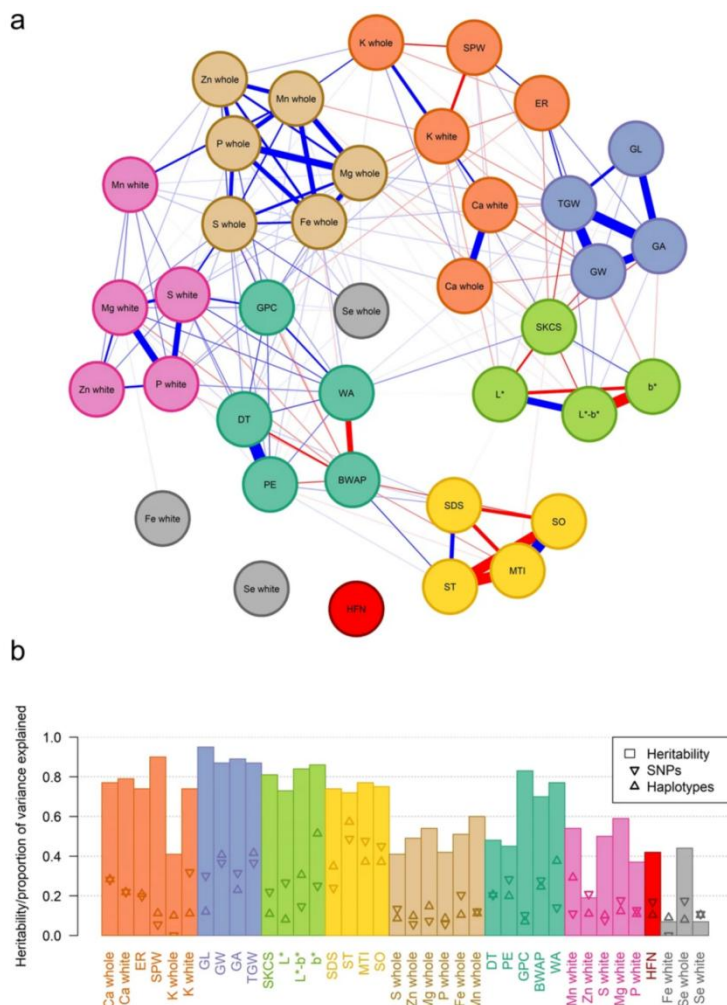 a
K whole
SPW
Zn whole
Mn whole
ER
P whole
K white
GL
Mg whole
Mn white
Ca white
TGW
S whole
Fe whole
GA
GW
Ca whole
S white
Mg white
GPC
Se whole
SKCS
Zn white
P white
WA
L*
b*
L*-b*
DT
BWAP
PE
SDS
SO
Fe white
MTI
ST
Se white
HFN
b
Heritability/proportion of variance explained
1.0
0.8
0.6
0.4
0.2
0.0
Heritability
SNPs
Haplotypes
Ca whole
Ca white
ER
SPW
K whole
K white
GL
GW
GA
TGW
SKCS
L*
L*-b*
b*
SDS
ST
MTI
SO
S whole
Zn whole
Mg whole
P whole
Fe whole
Mn whole
DT
PE
GPC
BWAP
WA
Mn white
Zn white
S white
Mg white
P white
HFN
Fe white
Se whole
Se white